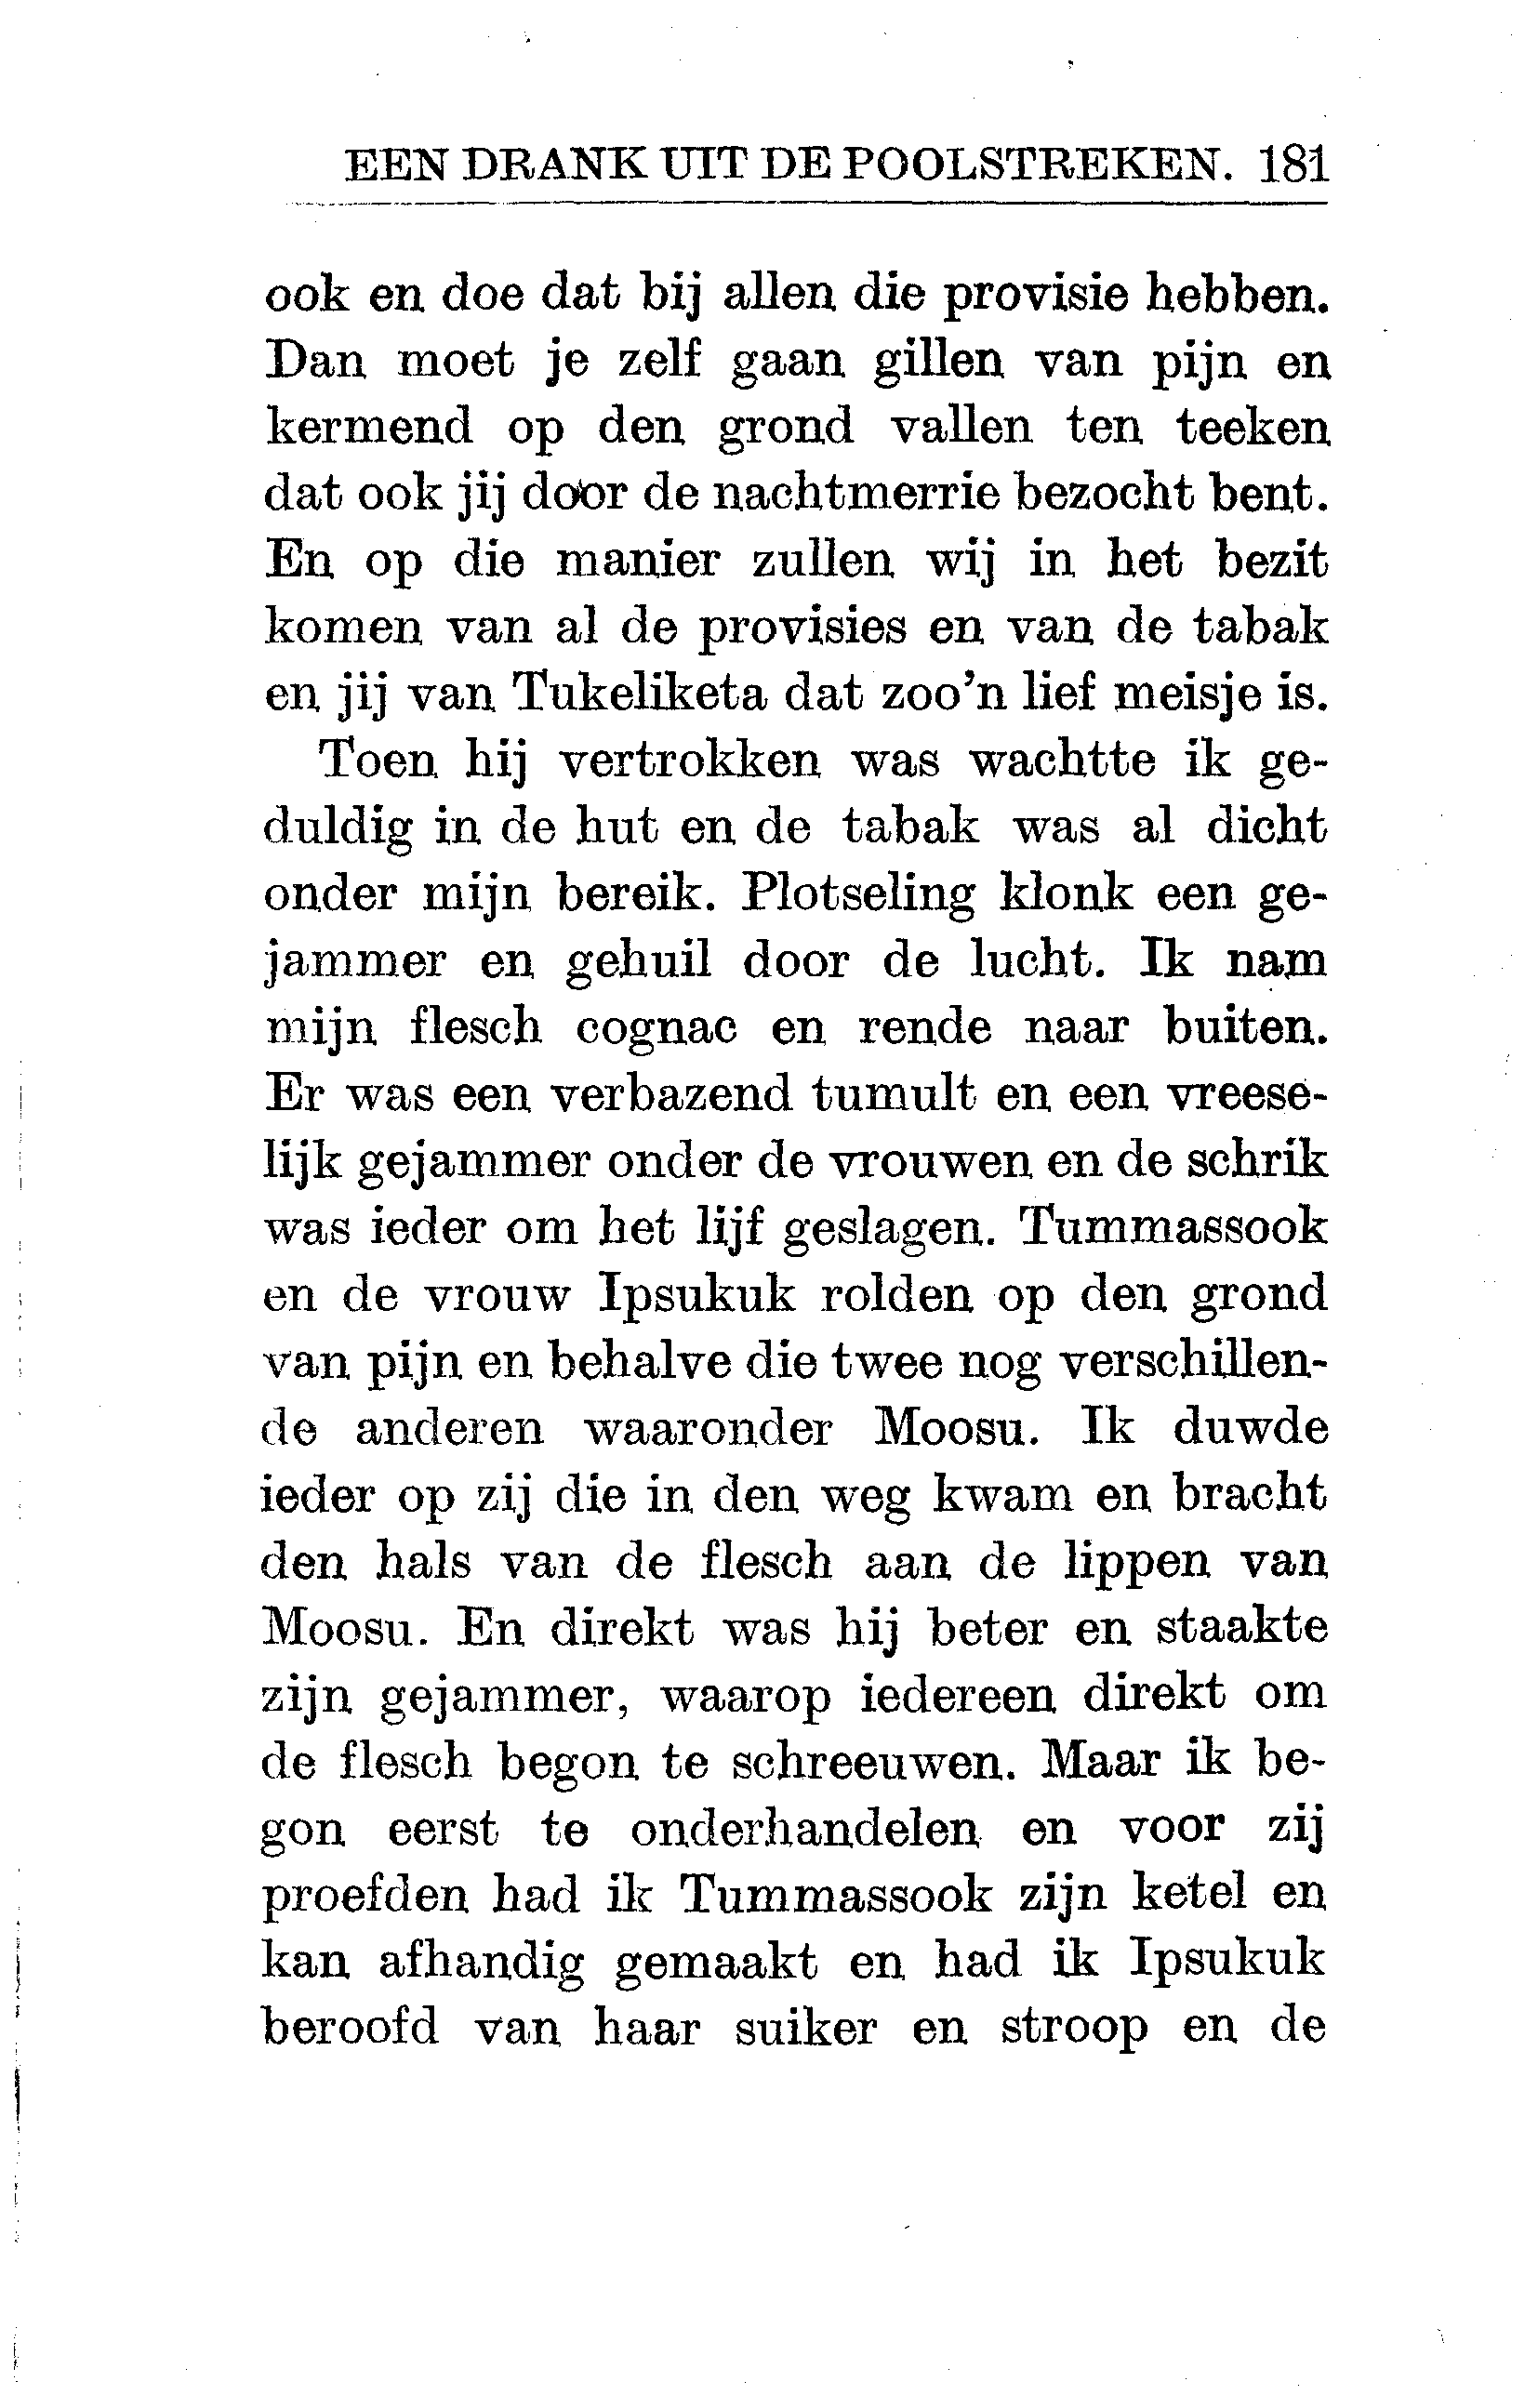 EEN DRANK UIT DE POOLSTREKEN. 181
ook en doe dat bij allen die provisie hebben.
Dan moet je zelf gaan gillen van pijn en
kermend op den grond vallen ten teeken
dat ook jij door de nachtmerrie bezocht bent.
En op die manier zullen wij in het bezit
komen van al de provisies en van de tabak
en jij van Tukeliketa dat zoo'n lief meisje is.
Toen hij vertrokken was wachtte ik ge-
duldig in de hut en de tabak was al dicht
onder mijn bereik. Plotseling klonk een ge-
jammer en gehuil door de lucht. Ik nam
mijn flesch cognac en rende naar buiten.
Er was een verbazend tumult en een vreese-
lijk gejammer onder de vrouwen en de schrik
was ieder om het lijf geslagen. Tummassook
en de vrouw Ipsukuk rolden op den grond
van pijn en behalve die twee nog verschillen-
de anderen waaronder Moosu. Ik duwde
ieder op zij die in den weg kwam en bracht
den hals van de flesch aan de lippen van
Moosu. En direkt was hij beter en staakte
zijn gejammer, waarop iedereen direkt om
de flesch begon te schreeuwen. Maar ik be-
gon eerst te onderhandelen en voor zij
proefden had ik Tummassook zijn ketel en
kan afhandig gemaakt en had ik Ipsukuk
beroofd van haar suiker en stroop en de